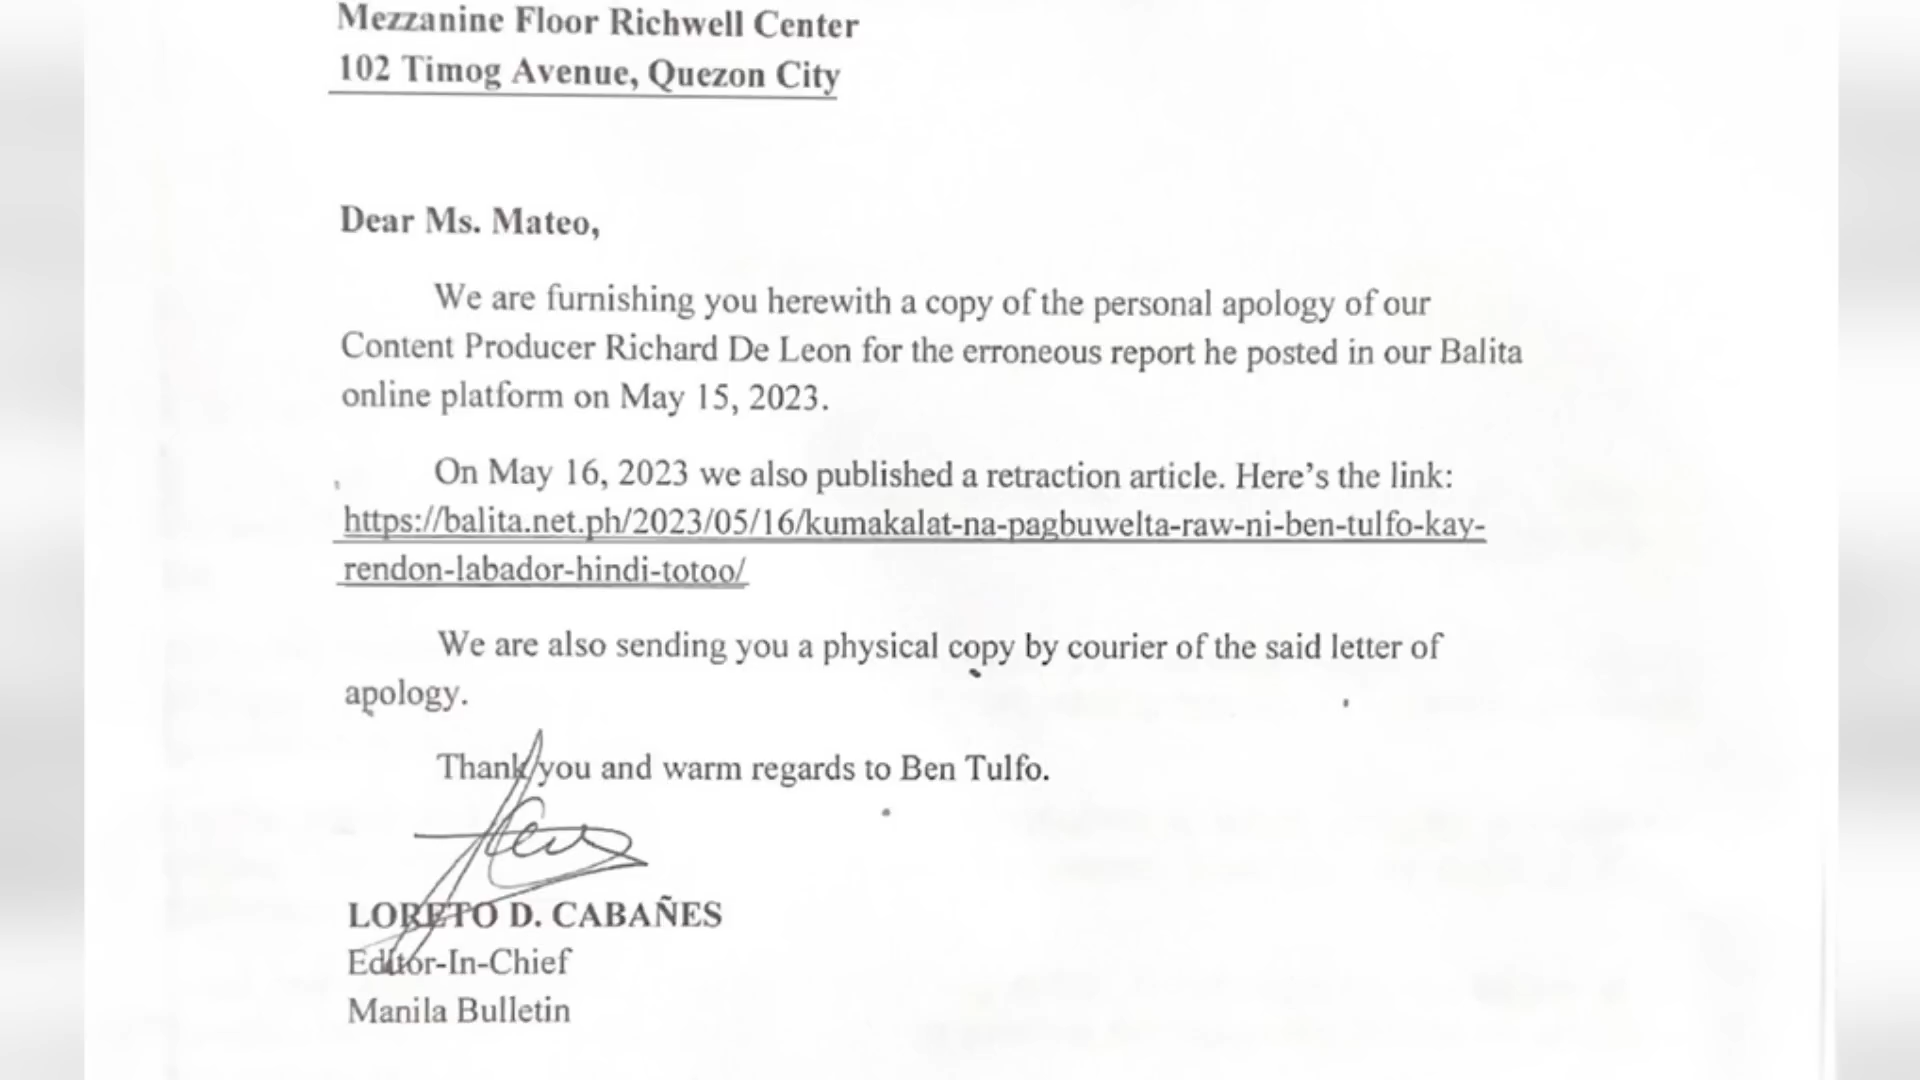 Mezzanine Floor Richwell Center
102 Timog Avenue, Quezon City
Dear Ms. Mateo,
We are furnishing you herewith a copy of the personal apology of our
Content Producer Richard De Leon for the erroneous report he posted in our Balita
online platform on May 15, 2023.
On May 16, 2023 we also published a retraction article. Here's the link:
https://balita.net.ph/2023/05/16/kumakalat-na-pagbuwelta-raw-ni-ben-tulfo-kay-
rendon-labador-hindi-totoo/
We are also sending you a physical copy by courier of the said letter of
apology.
Thank you and warm regards to Ben Tulfo.
LORETO D. CABAÑES
Editor-In-Chief
Manila Bulletin